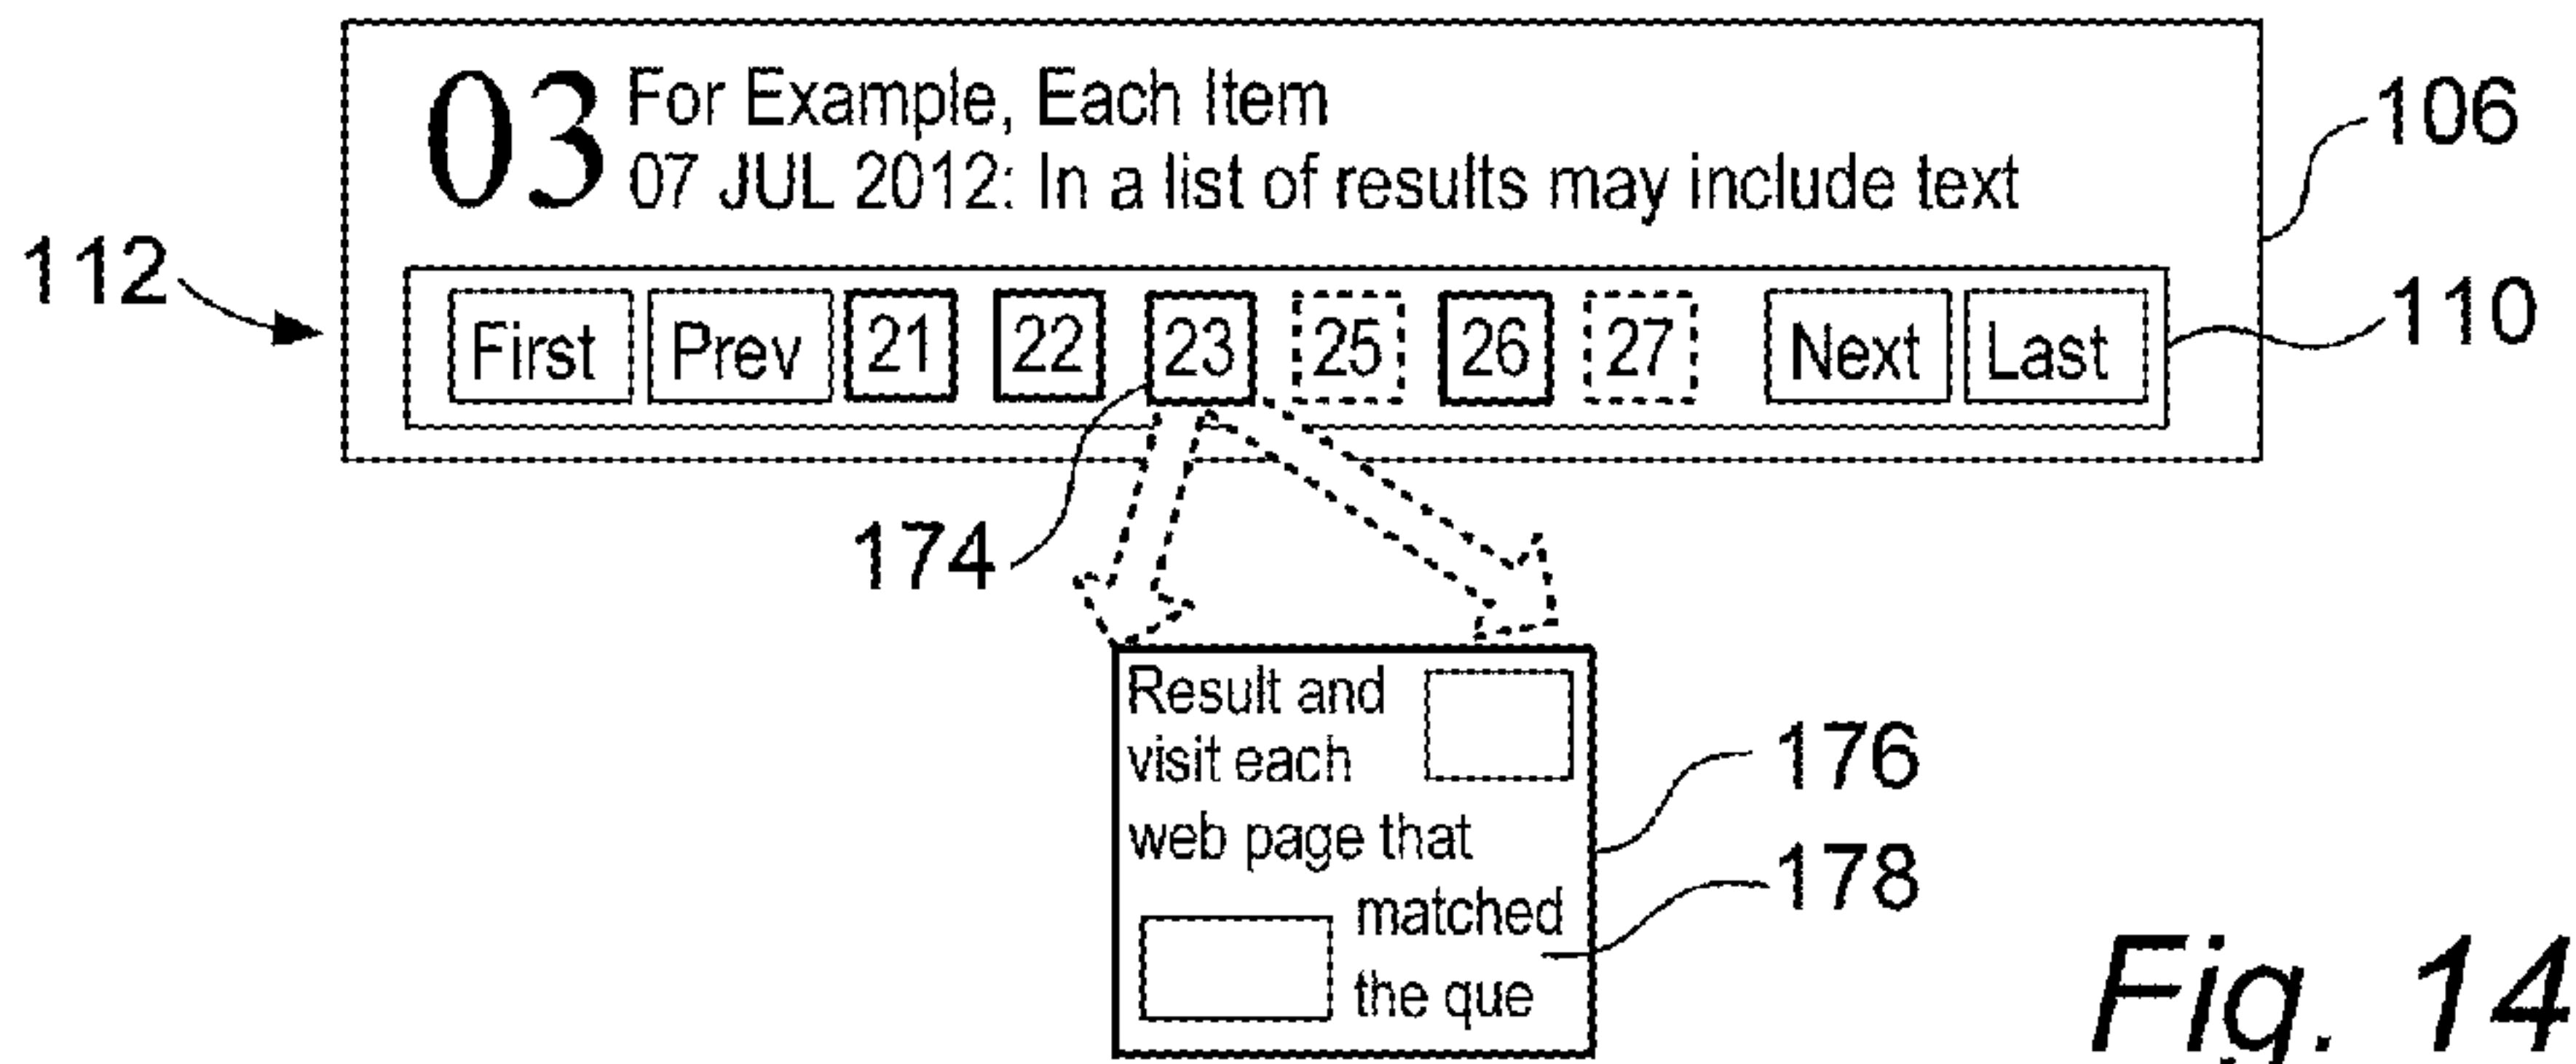 03 For Example, Each Item
07 JUL 2012: In a list of results may include text
106
112
First Prev 21 22 23 25 26 27 Next Last
110
174
Result and
visit each
web page that
matched
the que
176
178
Fig. 14